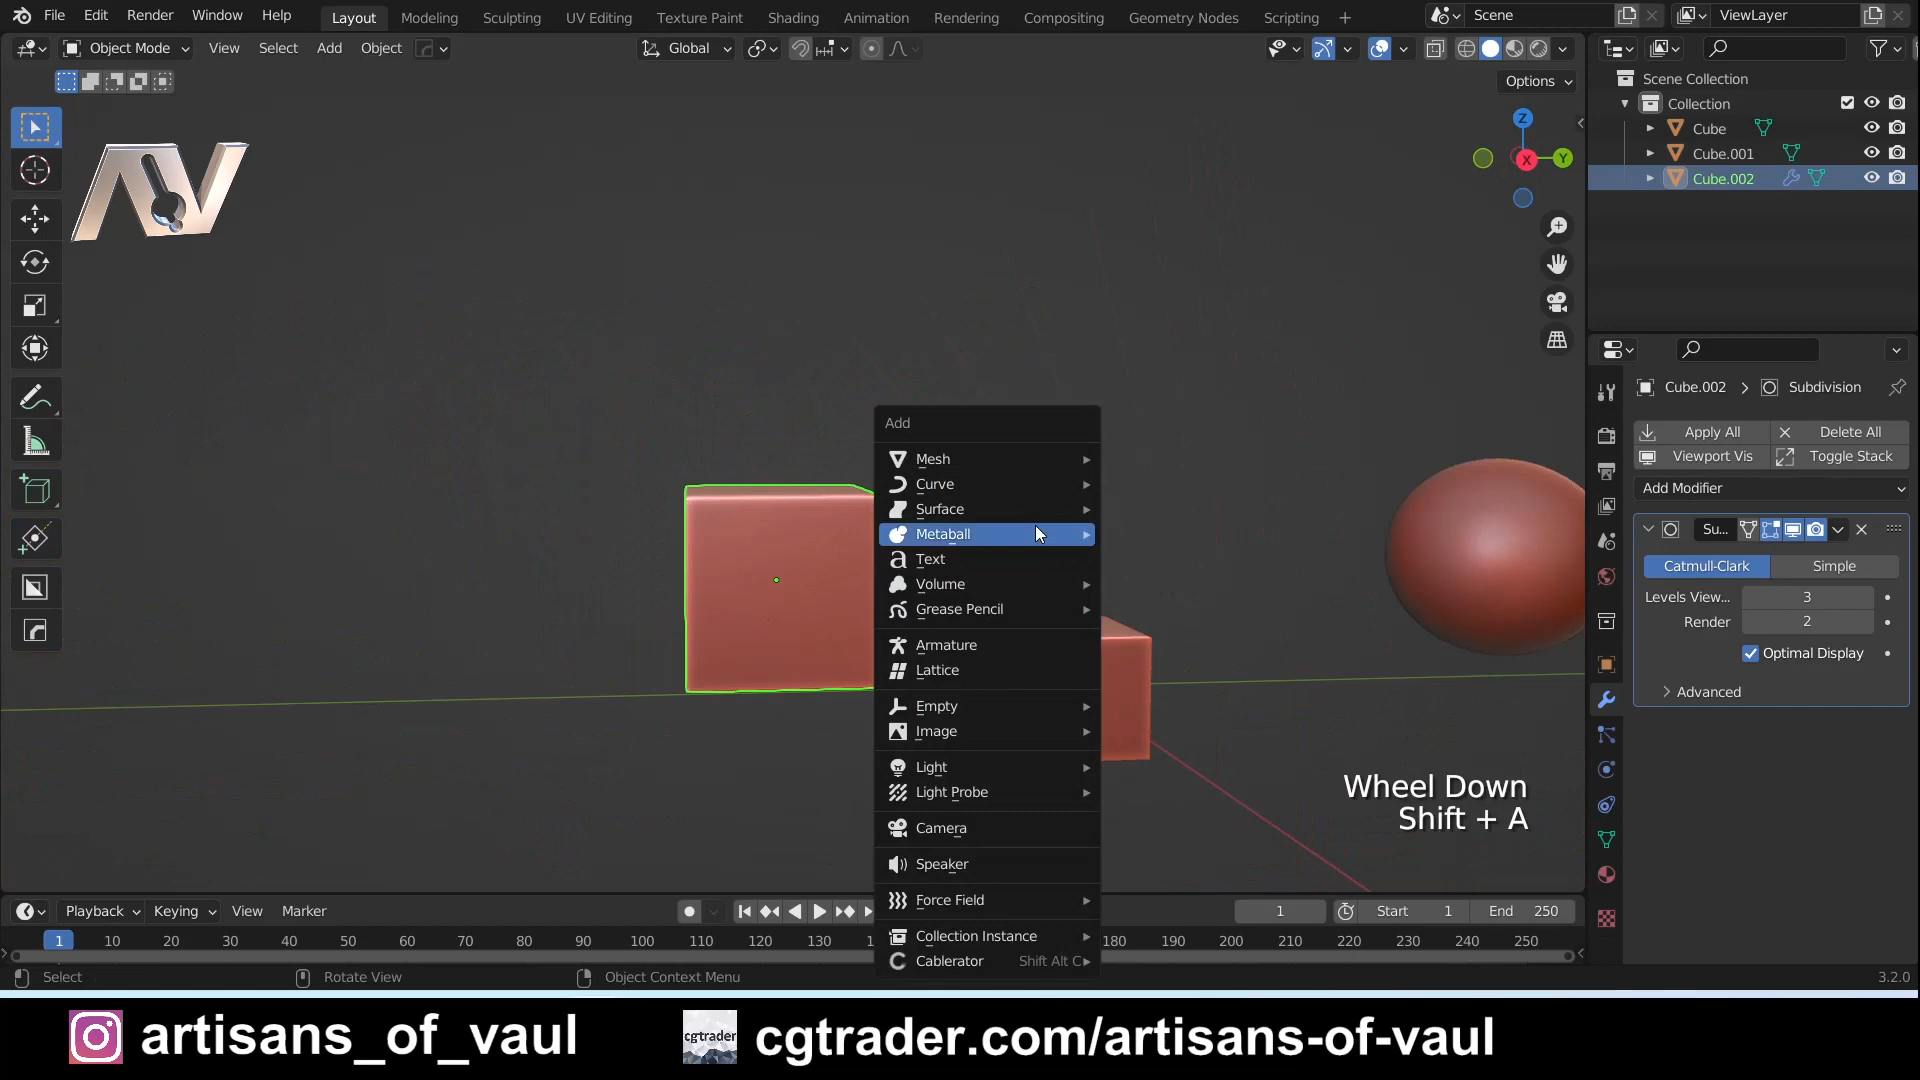 File Edit Render Window Help Layout Modeling Sculpting UV Editing Texture Paint Shading Animation Rendering Compositing Geometry Nodes Scripting + Scene ViewLayer
Object Mode View Select Add Object Global
Options
Scene Collection
Collection
Cube
Cube.001
Cube.002
Z
X
Y
AV
Cube.002 > Subdivision
Apply All Delete All
Viewport Vis Toggle Stack
Add Modifier
Su...
Catmull-Clark Simple
Levels View... 3
Render 2
Optimal Display
Advanced
Add
Mesh
Curve
Surface
Metaball
Text
Volume
Grease Pencil
Armature
Lattice
Empty
Image
Light
Light Probe
Camera
Speaker
Force Field
Collection Instance
Cablerator Shift Alt C
Wheel Down
Shift + A
Playback Keying View Marker 1 Start 1 End 250
1 10 20 30 40 50 60 70 80 90 100 110 120 130 180 190 200 210 220 230 240 250
Select Rotate View Object Context Menu 3.2.0
artisans_of_vaul cgtrader cgtrader.com/artisans-of-vaul